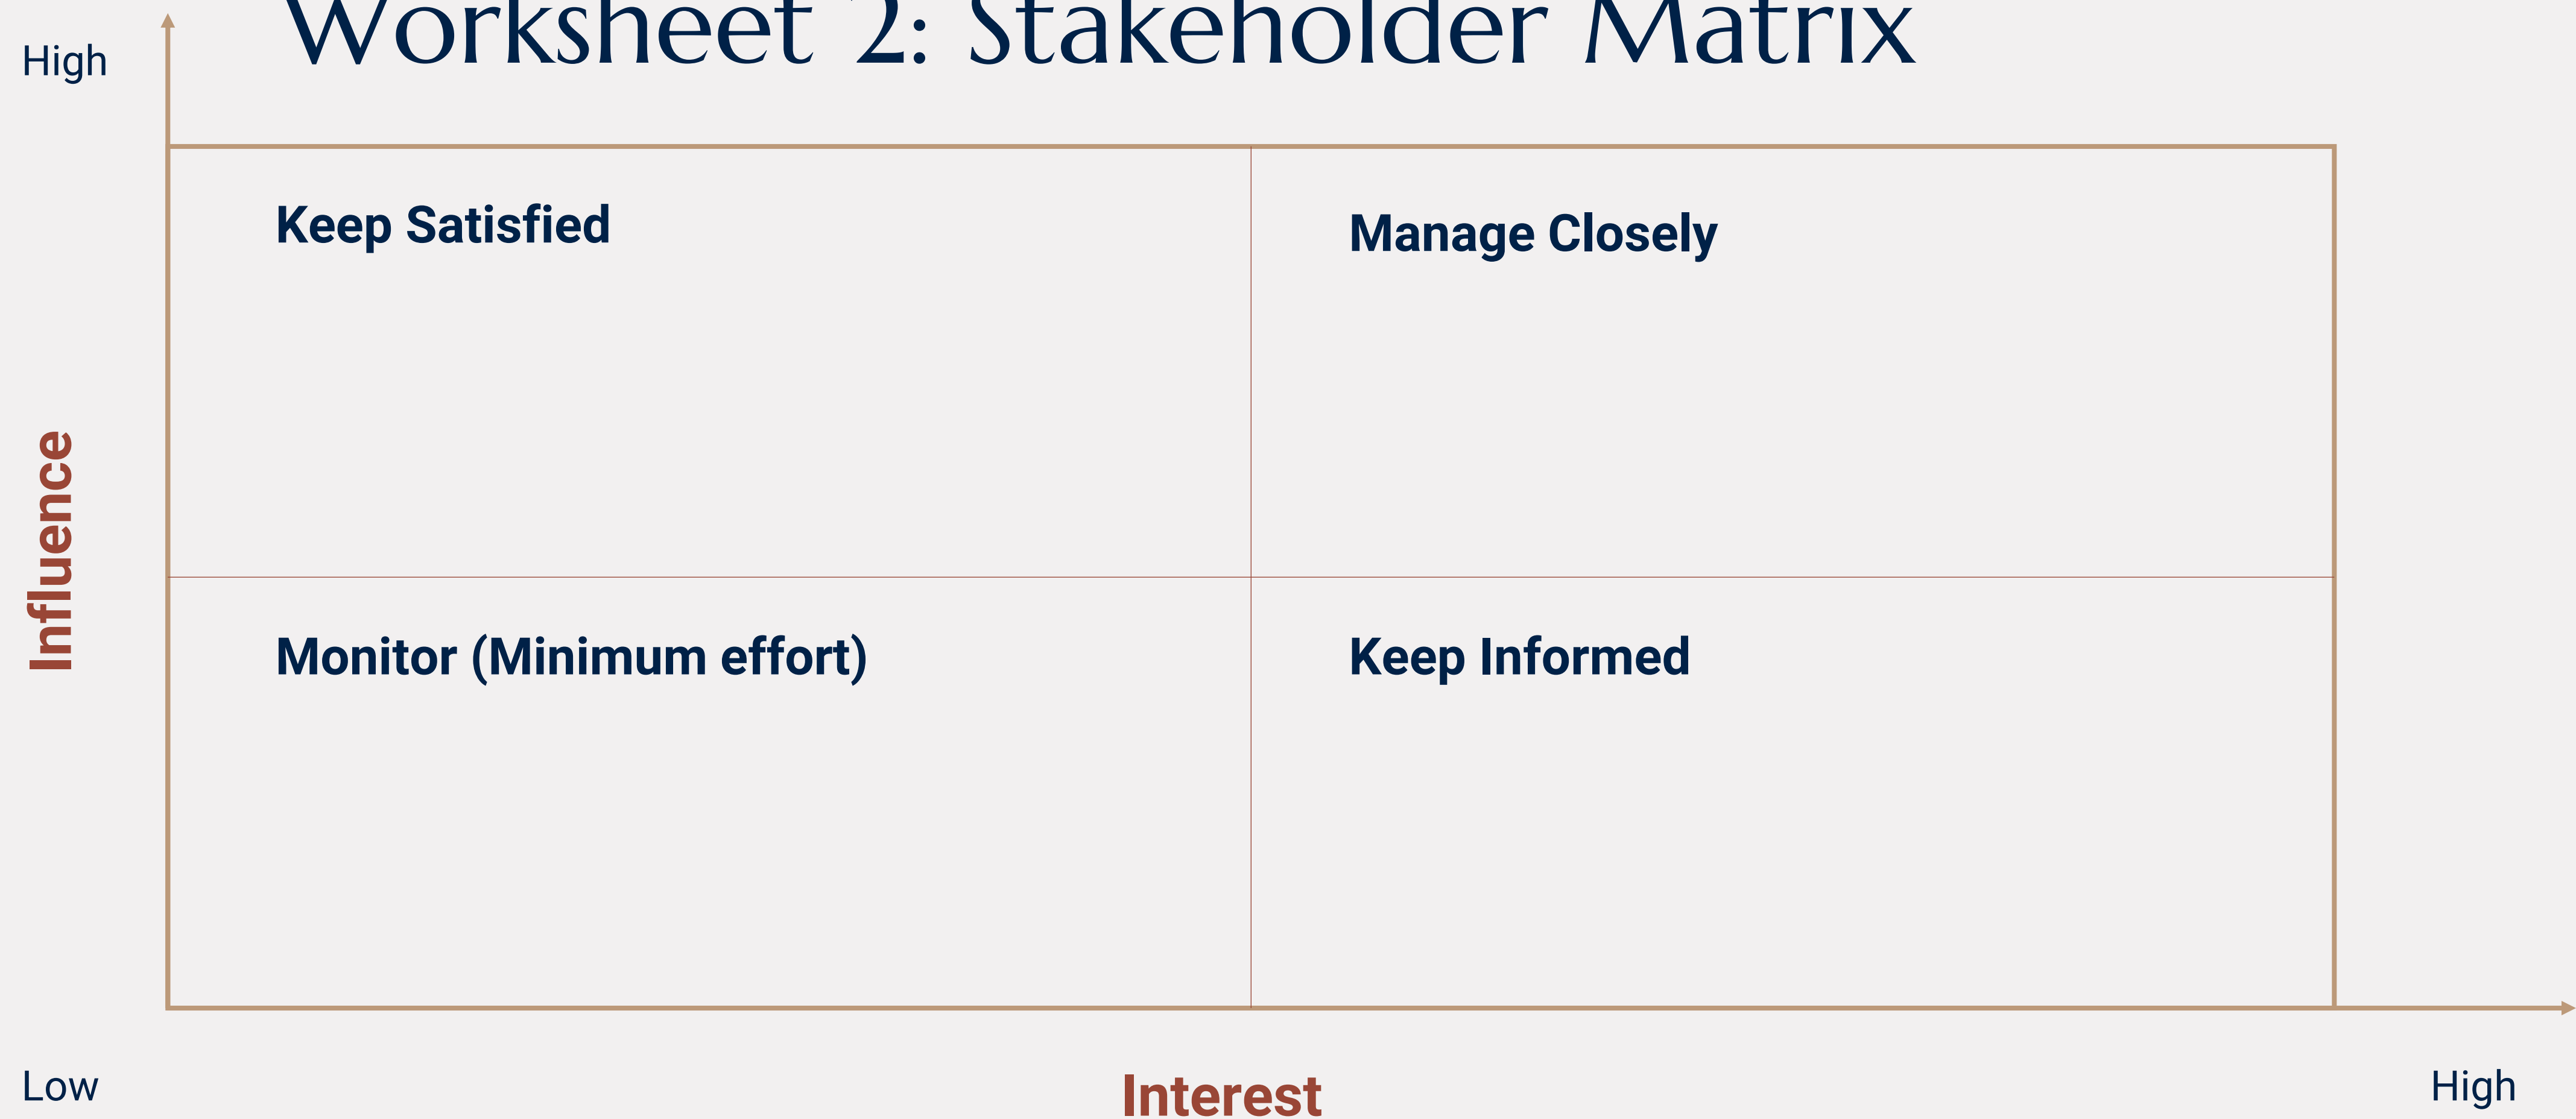 Worksheet 2: Stakeholder Matrix
High
Keep Satisfied
Manage Closely
Influence
Monitor (Minimum effort)
Keep Informed
Low
Interest
High